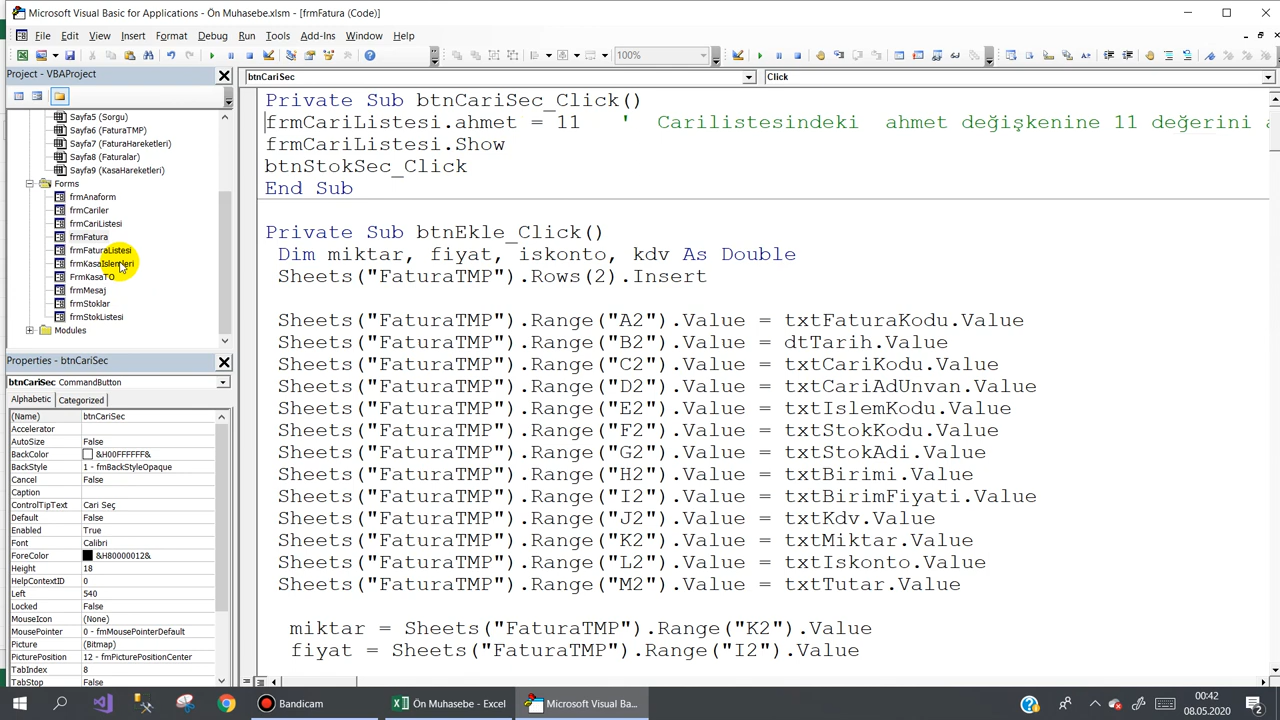 Microsoft Visual Basic for Applications - Ön Muhasebe.xlsm - [frmFatura (Code)]
File Edit View Insert Format Debug Run Tools Add-Ins Window Help
100%
Project - VBAProject
btnCariSec
Click
Sayfa5 (Sorgu)
Sayfa6 (FaturaTMP)
Sayfa7 (FaturaHareketleri)
Sayfa8 (Faturalar)
Sayfa9 (KasaHareketleri)
Forms
frmAnaform
frmCariler
frmCariListesi
frmFatura
frmFaturaListesi
frmKasaIslemleri
FrmKasaTO
frmMesaj
frmStoklar
frmStokListesi
Modules
Properties - btnCariSec
btnCariSec CommandButton
Alphabetic Categorized
(Name) btnCariSec
Accelerator
AutoSize False
BackColor &H00FFFFFF&
BackStyle 1 - fmBackStyleOpaque
Cancel False
Caption
ControlTipText Cari Seç
Default False
Enabled True
Font Calibri
ForeColor &H80000012&
Height 18
HelpContextID 0
Left 540
Locked False
MouseIcon (None)
MousePointer 0 - fmMousePointerDefault
Picture (Bitmap)
PicturePosition 12 - fmPicturePositionCenter
TabIndex 8
TabStop False
Private Sub btnCariSec_Click()
frmCariListesi.ahmet = 11 ' Carilistesindeki ahmet değişkenine 11 değerini a
frmCariListesi.Show
btnStokSec_Click
End Sub
Private Sub btnEkle_Click()
Dim miktar, fiyat, iskonto, kdv As Double
Sheets("FaturaTMP").Rows(2).Insert
Sheets("FaturaTMP").Range("A2").Value = txtFaturaKodu.Value
Sheets("FaturaTMP").Range("B2").Value = dtTarih.Value
Sheets("FaturaTMP").Range("C2").Value = txtCariKodu.Value
Sheets("FaturaTMP").Range("D2").Value = txtCariAdUnvan.Value
Sheets("FaturaTMP").Range("E2").Value = txtIslemKodu.Value
Sheets("FaturaTMP").Range("F2").Value = txtStokKodu.Value
Sheets("FaturaTMP").Range("G2").Value = txtStokAdi.Value
Sheets("FaturaTMP").Range("H2").Value = txtBirimi.Value
Sheets("FaturaTMP").Range("I2").Value = txtBirimFiyati.Value
Sheets("FaturaTMP").Range("J2").Value = txtKdv.Value
Sheets("FaturaTMP").Range("K2").Value = txtMiktar.Value
Sheets("FaturaTMP").Range("L2").Value = txtIskonto.Value
Sheets("FaturaTMP").Range("M2").Value = txtTutar.Value
miktar = Sheets("FaturaTMP").Range("K2").Value
fiyat = Sheets("FaturaTMP").Range("I2").Value
Bandicam
Ön Muhasebe - Excel
Microsoft Visual Ba...
00:42
08.05.2020
2